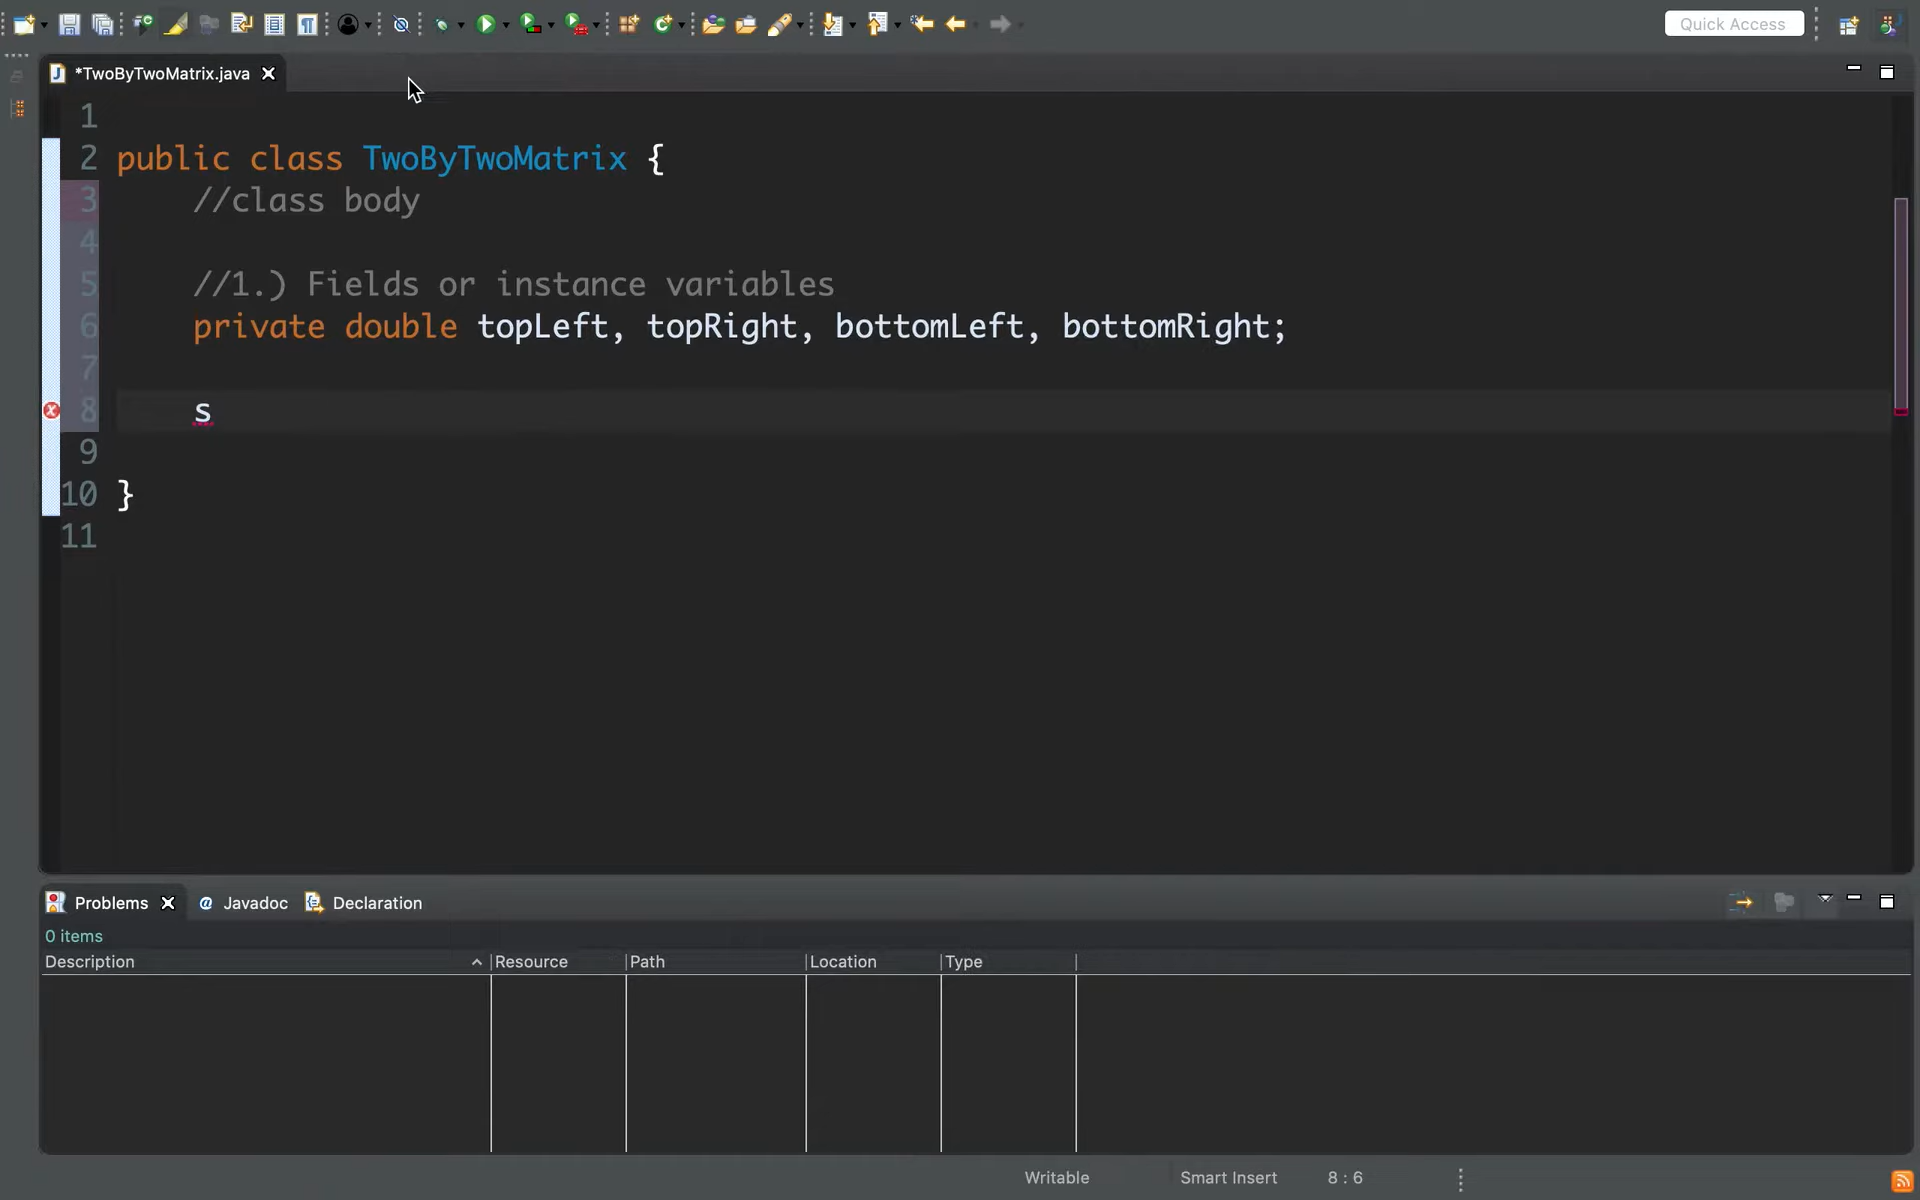 Quick Access
*TwoByTwoMatrix.java
1
2 public class TwoByTwoMatrix {
3 //class body
4
5 //1.) Fields or instance variables
6 private double topLeft, topRight, bottomLeft, bottomRight;
7
8 s
9
10 }
11
Problems @ Javadoc Declaration
0 items
Description Resource Path Location Type
Writable Smart Insert 8 : 6